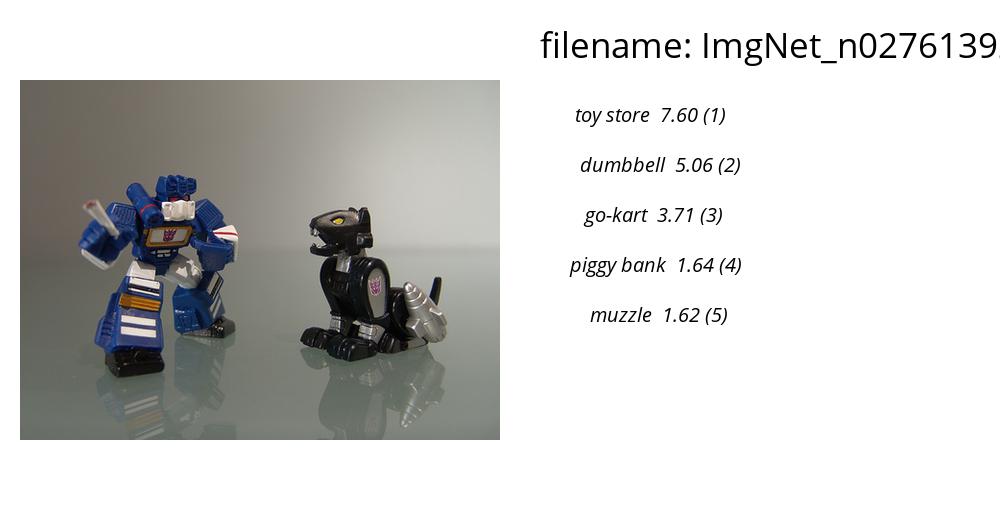 filename: ImgNet_n0276139
toy store 7.60 (1)
dumbbell 5.06 (2)
go-kart 3.71 (3)
piggy bank 1.64 (4)
muzzle 1.62 (5)